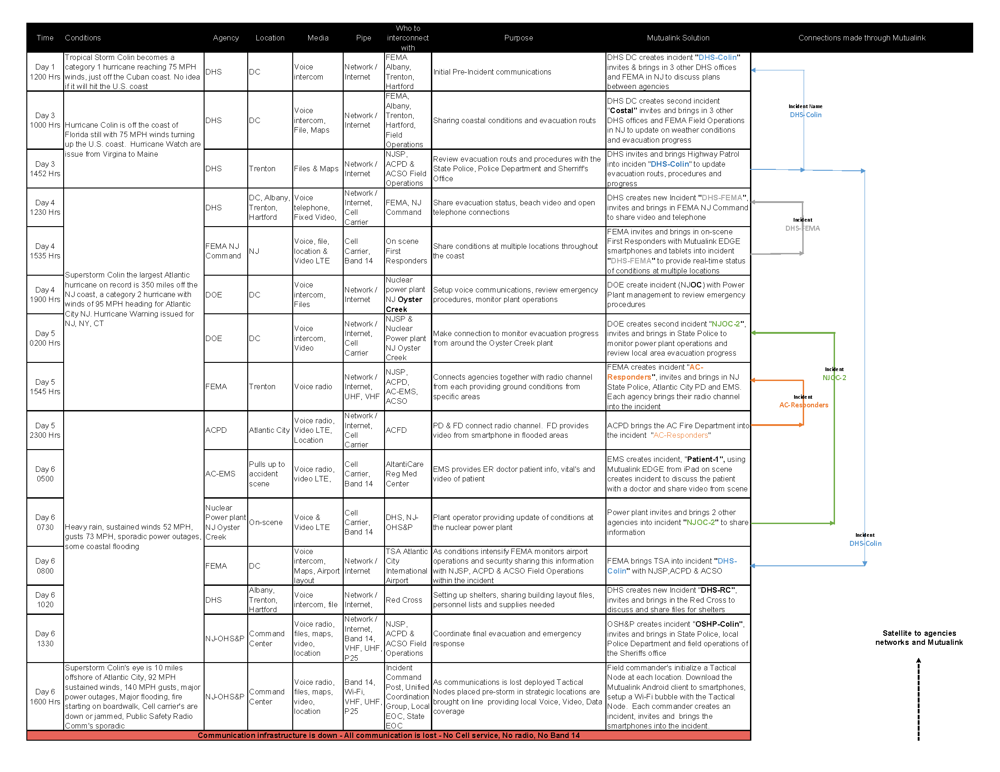 Time
Conditions
Agency
Location
Media
Pipe
Who to
interconnect
with
Purpose
Mutualink Solution
Connections made through Mutualink
Day 1
1200 Hrs
Tropical Storm Colin becomes a
category 1 hurricane reaching 75 MPH
winds, just off the Cuban coast. No idea
if it will hit the U.S. coast
DHS
DC
Voice
intercom
Network /
Internet
FEMA
Albany,
Trenton,
Hartford
Initial Pre-Incident communications
DHS DC creates incident "DHS-Colin"
invites & brings in 3 other DHS offices
and FEMA in NJ to discuss plans
between agencies
Day 3
1000 Hrs
Hurricane Colin is off the coast of
Florida still with 75 MPH winds turning
up the U.S. coast.  Hurricane Watch are
issue from Virgina to Maine
DHS
DC
Voice
intercom,
File, Maps
Network /
Internet
FEMA,
Albany,
Trenton,
Hartford,
Field
Operations
Sharing coastal conditions and evacuation routs
DHS DC creates second incident
"Costal" invites and brings in 3 other
DHS offices and FEMA Field Operations
in NJ to update on weather conditions
and evacuation progress
Incident Name
DHS-Colin
Day 3
1452 Hrs
DHS
Trenton
Files & Maps
Network /
Internet
NJSP,
ACPD &
ACSO Field
Operations
Review evacuation routs and procedures with the
State Police, Police Department and Sherriff's
Office
DHS invites and brings Highway Patrol
into inciden "DHS-Colin" to update
evacuation routs, procedures and
progress
Day 4
1230 Hrs
Superstorm Colin the largest Atlantic
hurricane on record is 350 miles off the
NJ coast, a category 2 hurricane with
winds of 95 MPH heading for Atlantic
City NJ. Hurricane Warning issued for
NJ, NY, CT
DHS
DC, Albany,
Trenton,
Hartford
Voice
telephone,
Fixed Video,
Network /
Internet,
Cell
Carrier
FEMA, NJ
Command
Share evacuation status, beach video and open
telephone connections
DHS creates new Incident "DHS-FEMA",
invites and brings in FEMA NJ Command
to share video and telephone
Incident
DHS-FEMA
Day 4
1535 Hrs
FEMA NJ
Command
NJ
Voice, file,
location &
Video LTE
Cell
Carrier,
Band 14
On scene
First
Responders
Share conditions at multiple locations throughout
the coast
FEMA invites and brings in on-scene
First Responders with Mutualink EDGE
smartphones and tablets into incident
"DHS-FEMA" to provide real-time status
of conditions at multiple locations
Day 4
1900 Hrs
DOE
DC
Voice
intercom,
Files
Network /
Internet
Nuclear
power plant
NJ Oyster
Creek
Setup voice communications, review emergency
procedures, monitor plant operations
DOE create incident (NJOC) with Power
Plant management to review emergency
procedures
Day 5
0200 Hrs
DOE
DC
Voice
intercom,
Video
Network /
Internet,
Cell
Carrier
NJSP &
Nuclear
Power plant
NJ Oyster
Creek
Make connection to monitor evacuation progress
from around the Oyster Creek plant
DOE creates second incident "NJOC-2",
invites and brings in State Police to
monitor power plant operations and
review local area evacuation progress
Incident
NJOC-2
Day 5
1545 Hrs
FEMA
Trenton
Voice radio
Network /
Internet,
UHF, VHF
NJSP,
ACPD,
AC-EMS,
ACSO
Connects agencies together with radio channel
from each providing ground conditions from
specific areas
FEMA creates incident "AC-
Responders", invites and brings in NJ
State Police, Atlantic City PD and EMS.
Each agency brings their radio channel
into the incident
Incident
AC-Responders
Day 5
2300 Hrs
Heavy rain, sustained winds 52 MPH,
gusts 73 MPH, sporadic power outages,
some coastal flooding
ACPD
Atlantic City
Voice radio,
Video LTE,
Location
Network /
Internet,
Cell
Carrier
ACFD
PD & FD connect radio channel.  FD provides
video from smartphone in flooded areas
ACPD brings the AC Fire Department into
the incident  "AC-Responders"
Day 6
0500
AC-EMS
Pulls up to
accident
scene
Voice radio,
video LTE,
Cell
Carrier,
Band 14
AltantiCare
Reg Med
Center
EMS provides ER doctor patient info, vital's and
video of patient
EMS creates incident, "Patient-1", using
Mutualink EDGE from iPad on scene
creates incident to discuss the patient
with a doctor and share video from scene
Day 6
0730
Nuclear
Power plant
NJ Oyster
Creek
On-scene
Voice &
Video LTE
Cell
Carrier,
Band 14
DHS, NJ-
OHS&P
Plant operator providing update of conditions at
the nuclear power plant
Power plant invites and brings 2 other
agencies into incident "NJOC-2" to share
information
Incident
DHS-Colin
Day 6
0800
FEMA
DC
Voice
intercom,
Maps, Airport
layout
Network /
Internet
TSA Atlantic
City
International
Airport
As conditions intensify FEMA monitors airport
operations and security sharing this information
with NJSP, ACPD & ACSO Field Operations
within the incident
FEMA brings TSA into incident "DHS-
Colin" with NJSP,ACPD & ACSO
Day 6
1020
DHS
Albany,
Trenton,
Hartford
Voice
intercom, file
Network /
Internet,
Red Cross
Setting up shelters, sharing building layout files,
personnel lists and supplies needed
DHS creates new Incident "DHS-RC",
invites and brings in the Red Cross to
discuss and share files for shelters
Day 6
1330
NJ-OHS&P
Command
Center
Voice radio,
files, maps,
video,
location
Network /
Internet,
Band 14,
VHF, UHF,
P25
NJSP,
ACPD &
ACSO Field
Operations
Coordinate final evacuation and emergency
response
OSH&P creates incident "OSHP-Colin",
invites and brings in State Police, local
Police Department and field operations of
the Sheriffs office
Satellite to agencies
networks and Mutualink
Day 6
1600 Hrs
Superstorm Colin's eye is 10 miles
offshore of Atlantic City, 92 MPH
sustained winds, 140 MPH gusts, major
power outages, Major flooding, fire
starting on boardwalk, Cell carrier's are
down or jammed, Public Safety Radio
Comm's sporadic
NJ-OHS&P
Command
Center
Voice radio,
files, maps,
video,
location
Band 14,
Wi-Fi,
VHF, UHF,
P25
Incident
Command
Post, Unified
Coordination
Group, Local
EOC, State
EOC
As communications is lost deployed Tactical
Nodes placed pre-storm in strategic locations are
brought on line  providing local Voice, Video, Data
coverage
Field commander's initialize a Tactical
Node at each location. Download the
Mutualink Android client to smartphones,
setup a Wi-Fi bubble with the Tactical
Node.  Each commander creates an
incident, invites and  brings the
smartphones into the incident.
Communication infrastructure is down - All communication is lost - No Cell service, No radio, No Band 14